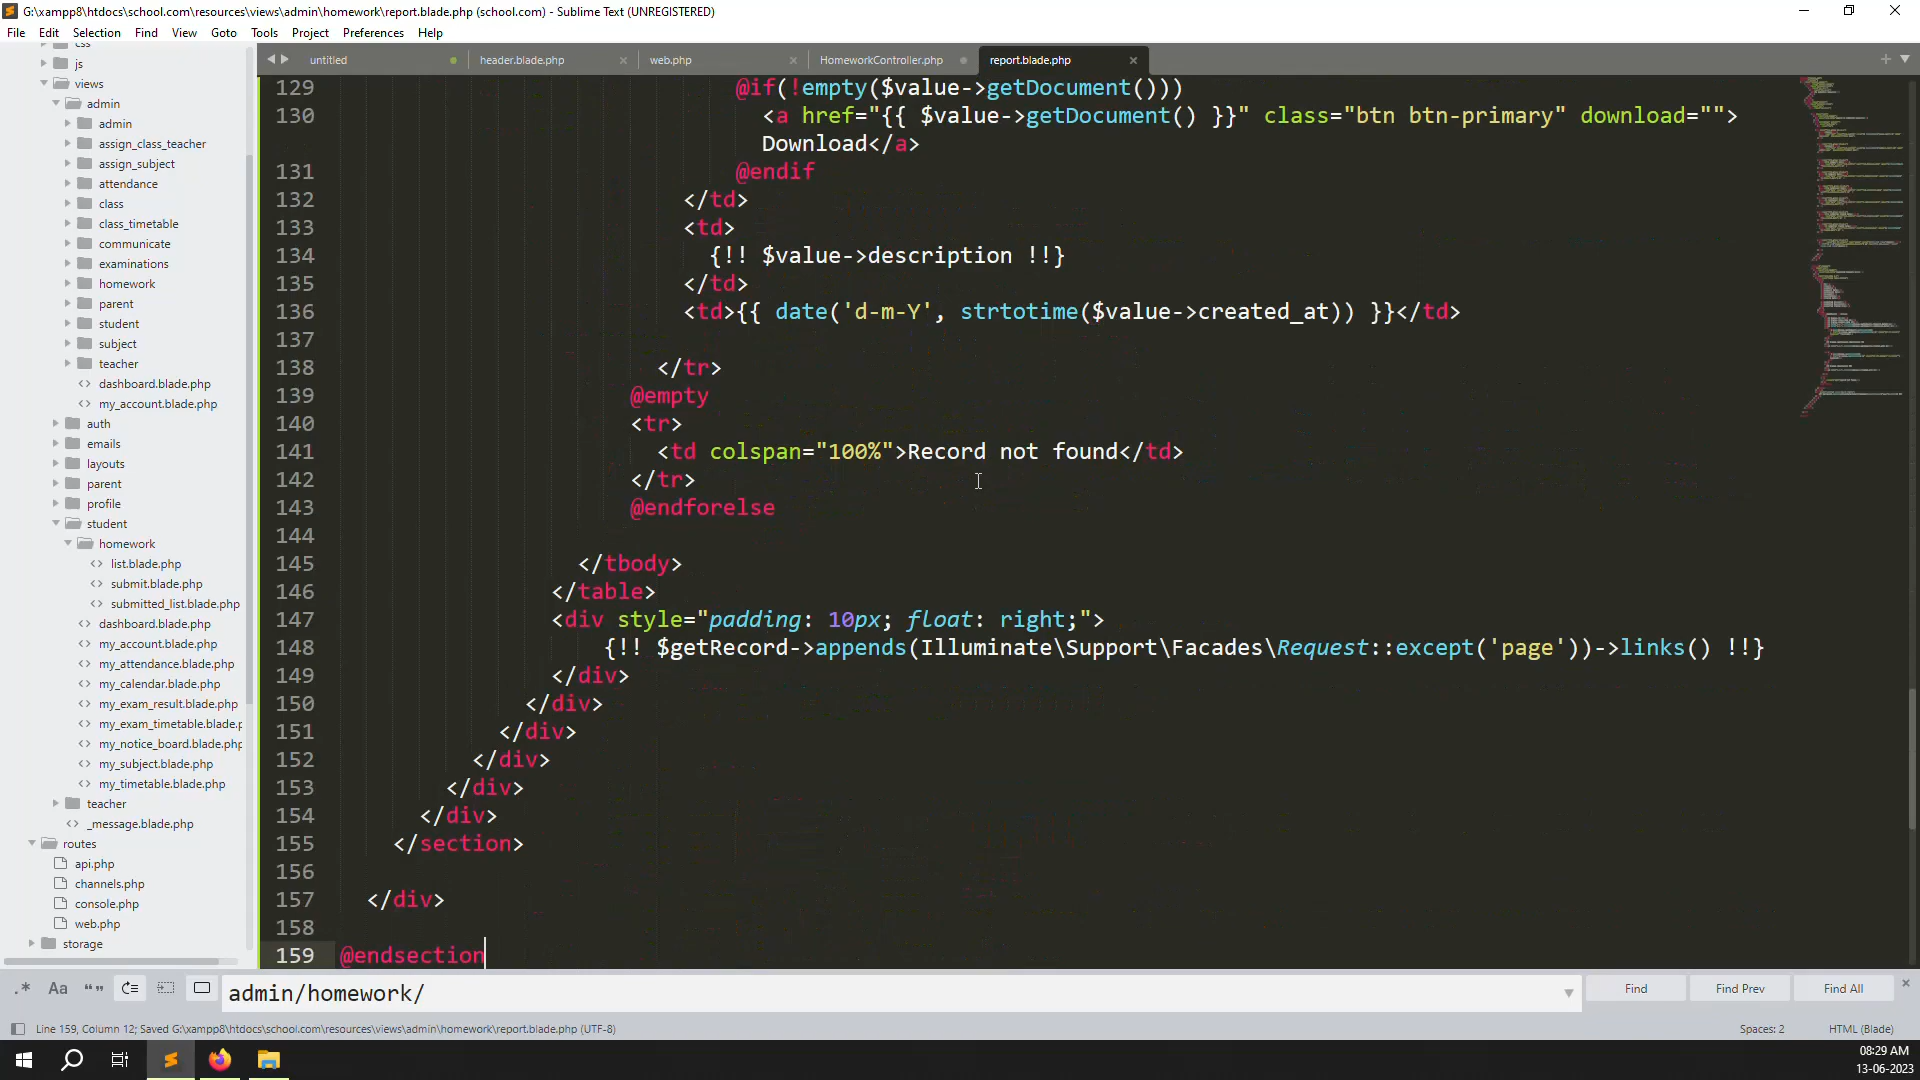 G:\xampp8\htdocs\school.com\resources\views\admin\homework\report.blade.php (school.com) - Sublime Text (UNREGISTERED)
File Edit Selection Find View Goto Tools Project Preferences Help
css
js
views
admin
admin
assign_class_teacher
assign_subject
attendance
class
class_timetable
communicate
examinations
homework
parent
student
subject
teacher
dashboard.blade.php
my_account.blade.php
auth
emails
layouts
parent
profile
student
homework
list.blade.php
submit.blade.php
submitted_list.blade.php
dashboard.blade.php
my_account.blade.php
my_attendance.blade.php
my_calendar.blade.php
my_exam_result.blade.php
my_exam_timetable.blade.p
my_notice_board.blade.php
my_subject.blade.php
my_timetable.blade.php
teacher
_message.blade.php
routes
api.php
channels.php
console.php
web.php
storage
untitled header.blade.php web.php HomeworkController.php report.blade.php
129 @if(!empty($value->getDocument()))
130 <a href="{{ $value->getDocument() }}" class="btn btn-primary" download="">
Download</a>
131 @endif
132 </td>
133 <td>
134 {!! $value->description !!}
135 </td>
136 <td>{{ date('d-m-Y', strtotime($value->created_at)) }}</td>
137
138 </tr>
139 @empty
140 <tr>
141 <td colspan="100%">Record not found</td>
142 </tr>
143 @endforelse
144
145 </tbody>
146 </table>
147 <div style="padding: 10px; float: right;">
148 {!! $getRecord->appends(Illuminate\Support\Facades\Request::except('page'))->links() !!}
149 </div>
150 </div>
151 </div>
152 </div>
153 </div>
154 </div>
155 </section>
156
157 </div>
158
159 @endsection
.* Aa “” admin/homework/ Find Find Prev Find All
Line 159, Column 12; Saved G:\xampp8\htdocs\school.com\resources\views\admin\homework\report.blade.php (UTF-8) Spaces: 2 HTML (Blade)
08:29 AM
13-06-2023